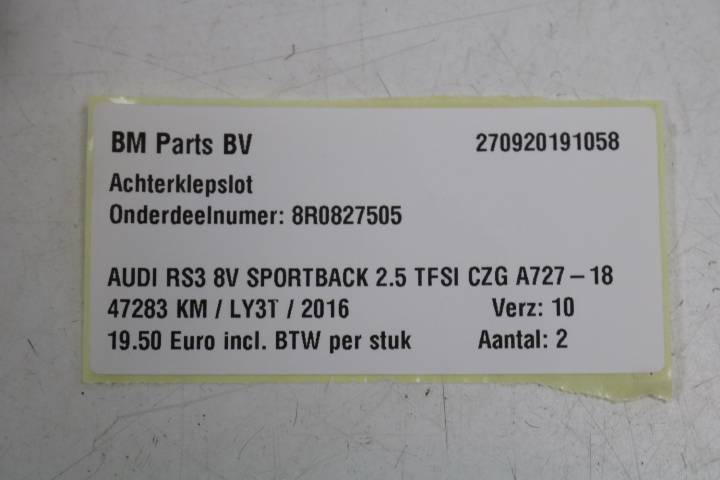 BM Parts BV 270920191058
Achterklepslot
Onderdeelnumer: 8R0827505
AUDI RS3 8V SPORTBACK 2.5 TFSI CZG A727 – 18
47283 KM / LY3T / 2016 Verz: 10
19.50 Euro incl. BTW per stuk Aantal: 2